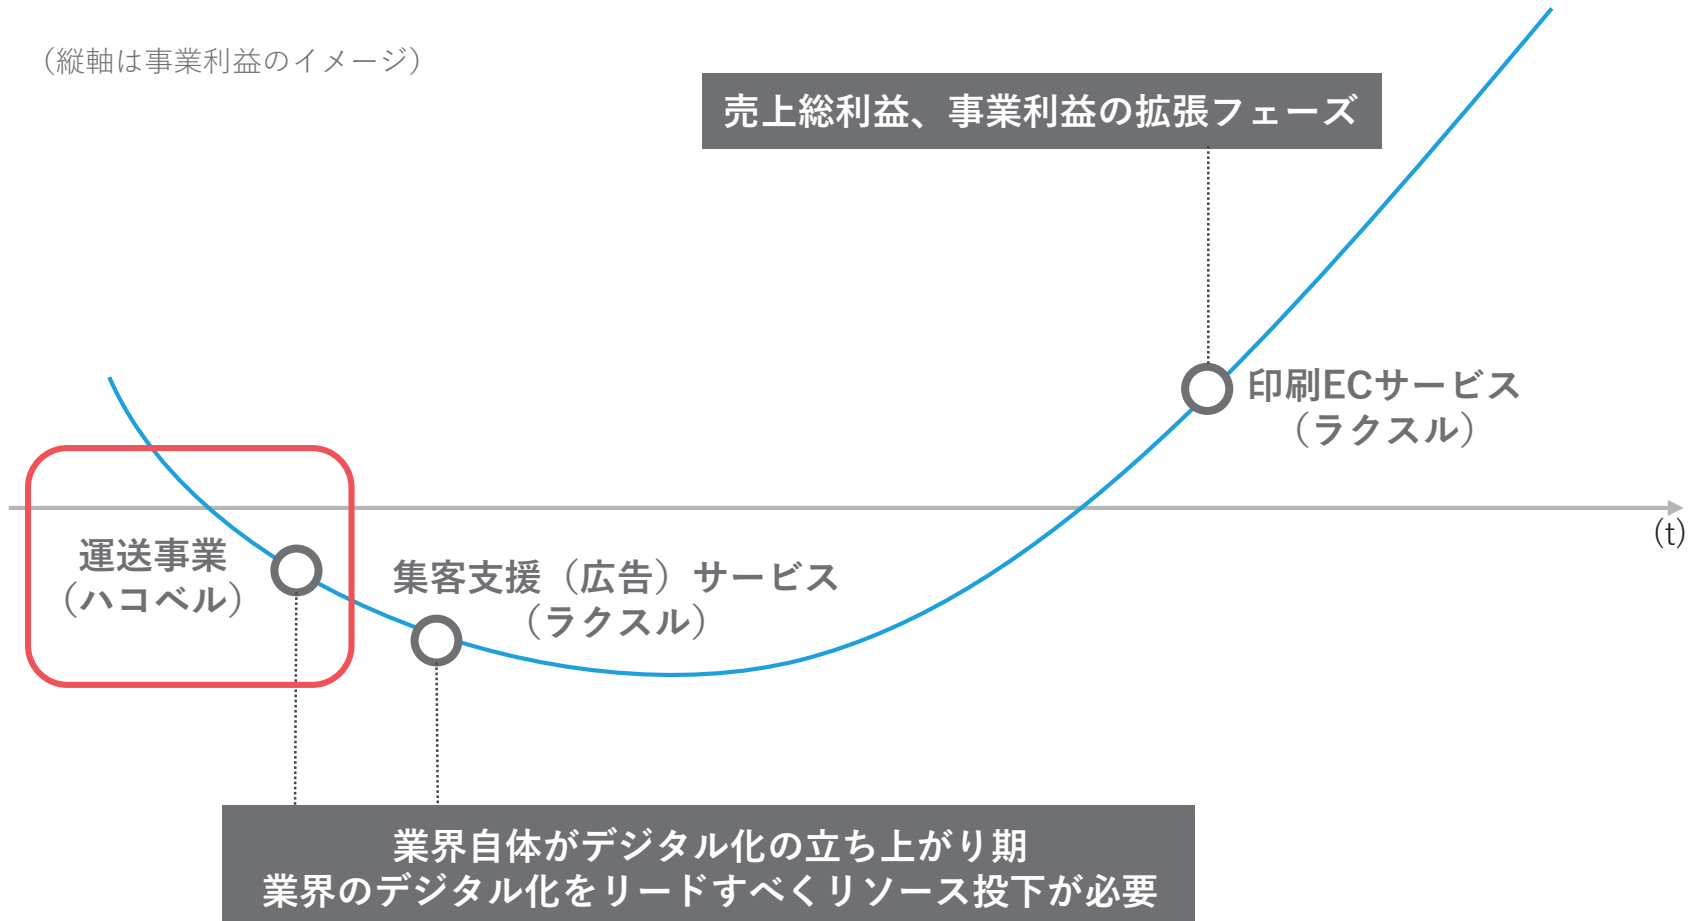 （縦軸は事業利益のイメージ）
売上総利益、事業利益の拡張フェーズ
印刷ECサービス
（ラクスル）
(t)
運送事業
（ハコベル）
集客支援（広告）サービス
（ラクスル）
業界自体がデジタル化の立ち上がり期
業界のデジタル化をリードすべくリソース投下が必要